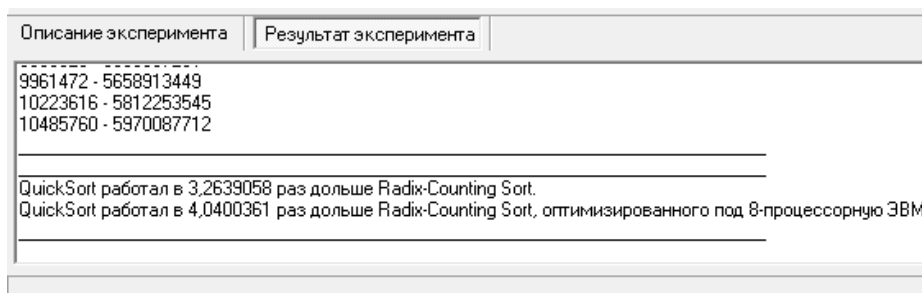 Описание эксперимента
Результат эксперимента
9961472 - 5658913449
10223616 - 5812253545
10485760 - 5970087712
QuickSort работал в 3,2639058 раз дольше Radix-Counting Sort.
QuickSort работал в 4,0400361 раз дольше Radix-Counting Sort, оптимизированного под 8-процессорную ЭВМ